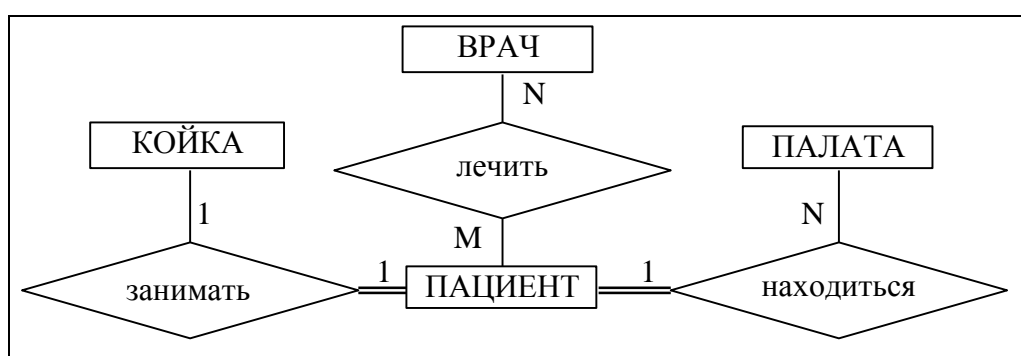 ВРАЧ
N
КОЙКА
ПАЛАТА
лечить
1
N
М
занимать
1
ПАЦИЕНТ
1
находиться